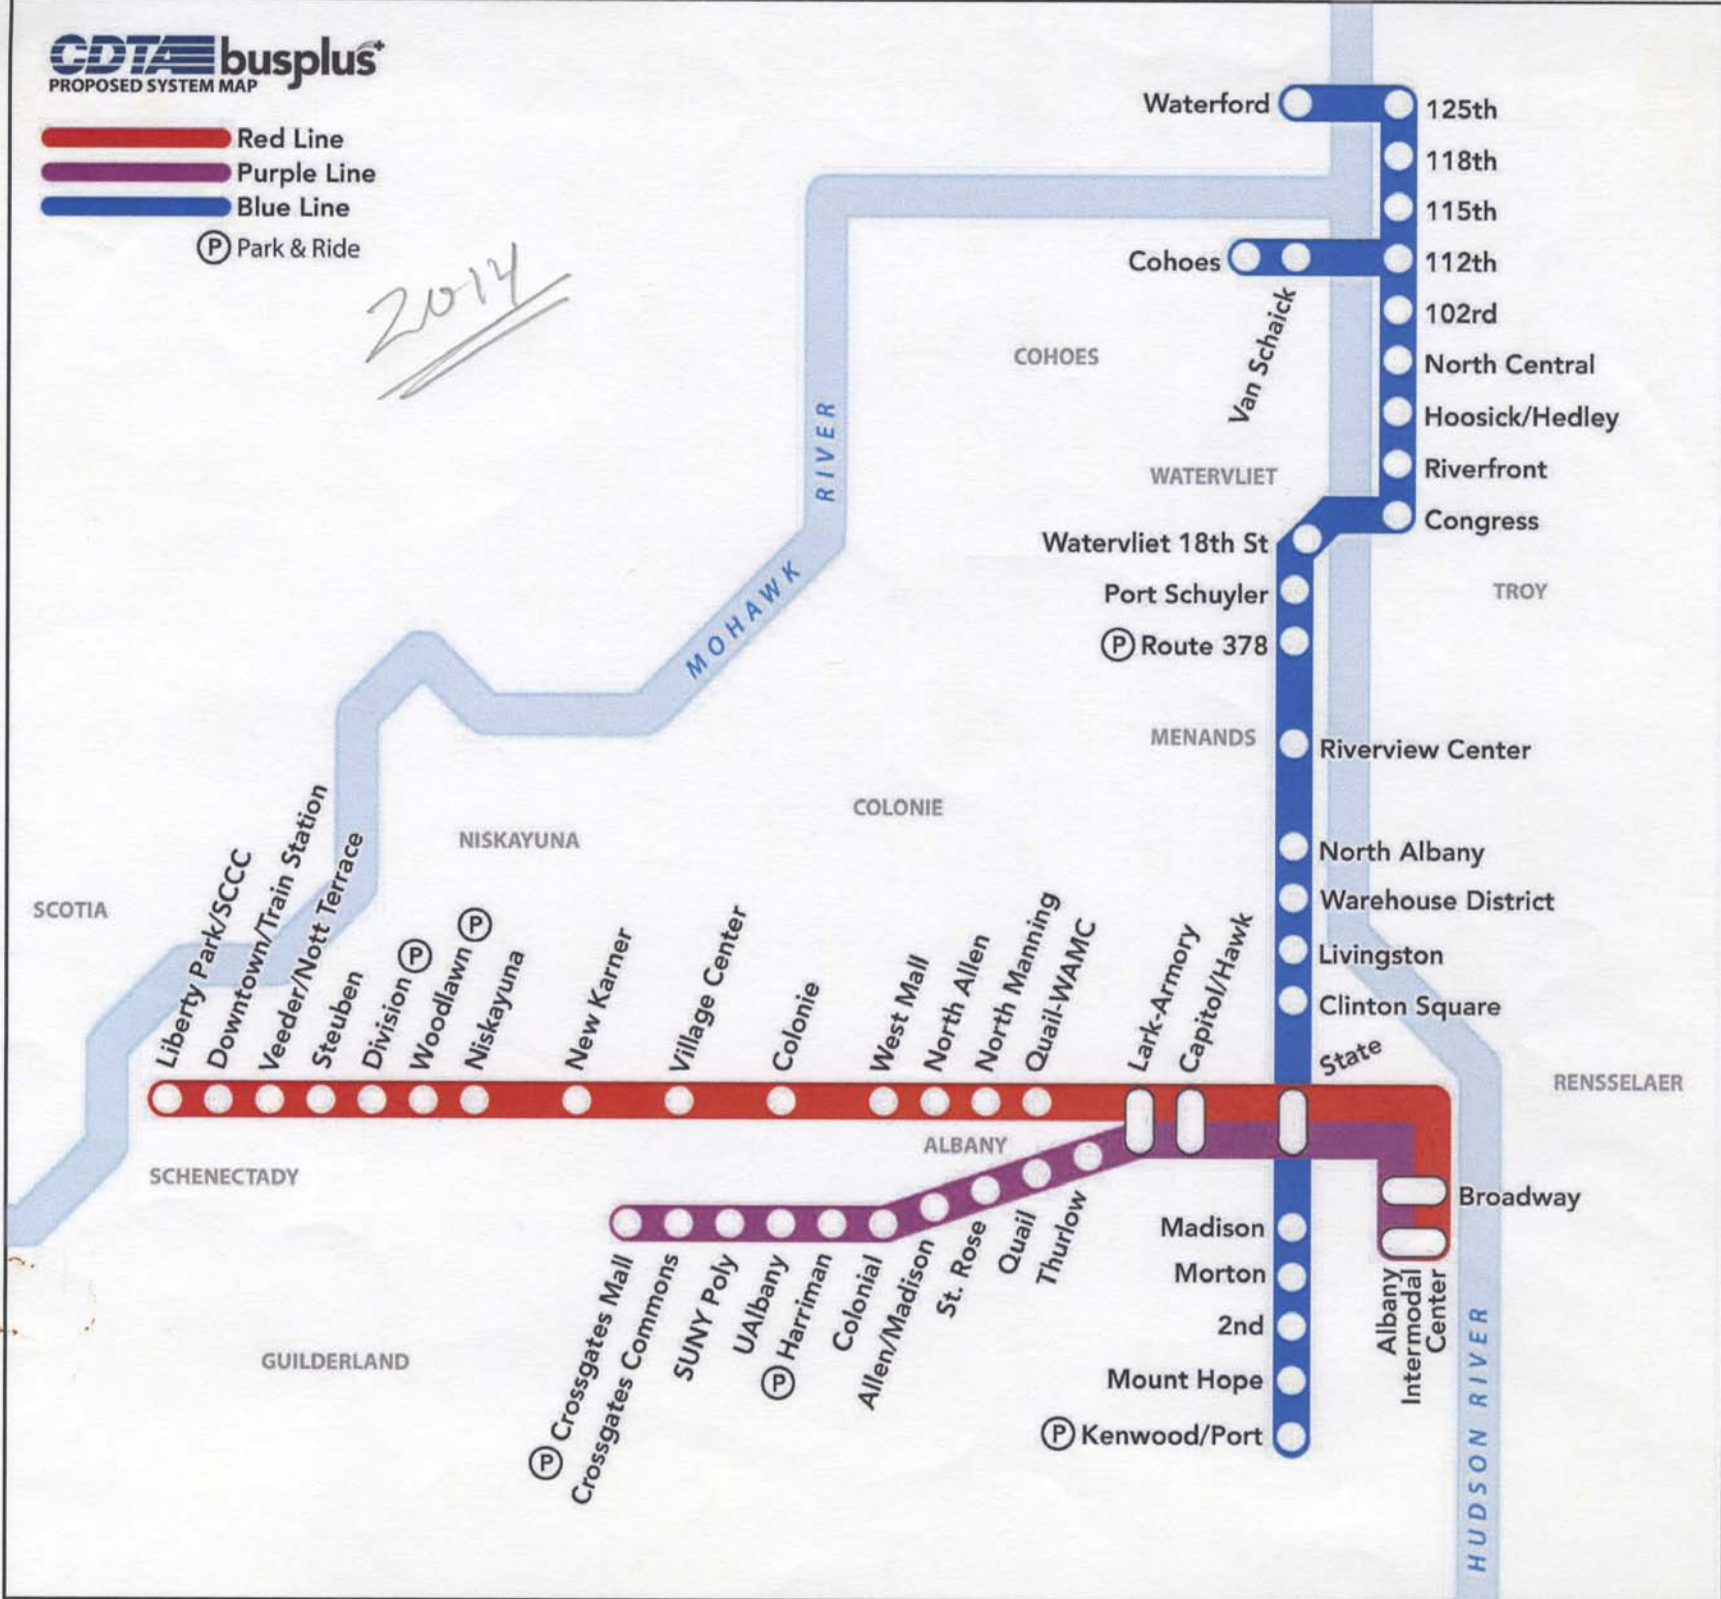 CDTA busplus+
PROPOSED SYSTEM MAP
Red Line
Purple Line
Blue Line
P Park & Ride
2014
Waterford
125th
118th
115th
Cohoes
112th
Van Schaick
102rd
COHOES
North Central
Hoosick/Hedley
WATERVLIET
Riverfront
Congress
Watervliet 18th St
Port Schuyler
TROY
P Route 378
MOHAWK RIVER
MENANDS
Riverview Center
COLONIE
NISKAYUNA
North Albany
SCOTIA
Warehouse District
Livingston
Clinton Square
State
Liberty Park/SCCC
Downtown/Train Station
Veeder/Nott Terrace
Steuben
Division P
Woodlawn P
Niskayuna
New Karner
Village Center
Colonie
West Mall
North Allen
North Manning
Quail-WAMC
Lark-Armory
Capitol/Hawk
RENSSELAER
ALBANY
SCHENECTADY
Broadway
Albany
Intermodal
Center
P Crossgates Mall
Crossgates Commons
SUNY Poly
UAlbany
P Harriman
Colonial
Allen/Madison
St. Rose
Quail
Thurlow
Madison
Morton
2nd
Mount Hope
P Kenwood/Port
GUILDERLAND
HUDSON RIVER